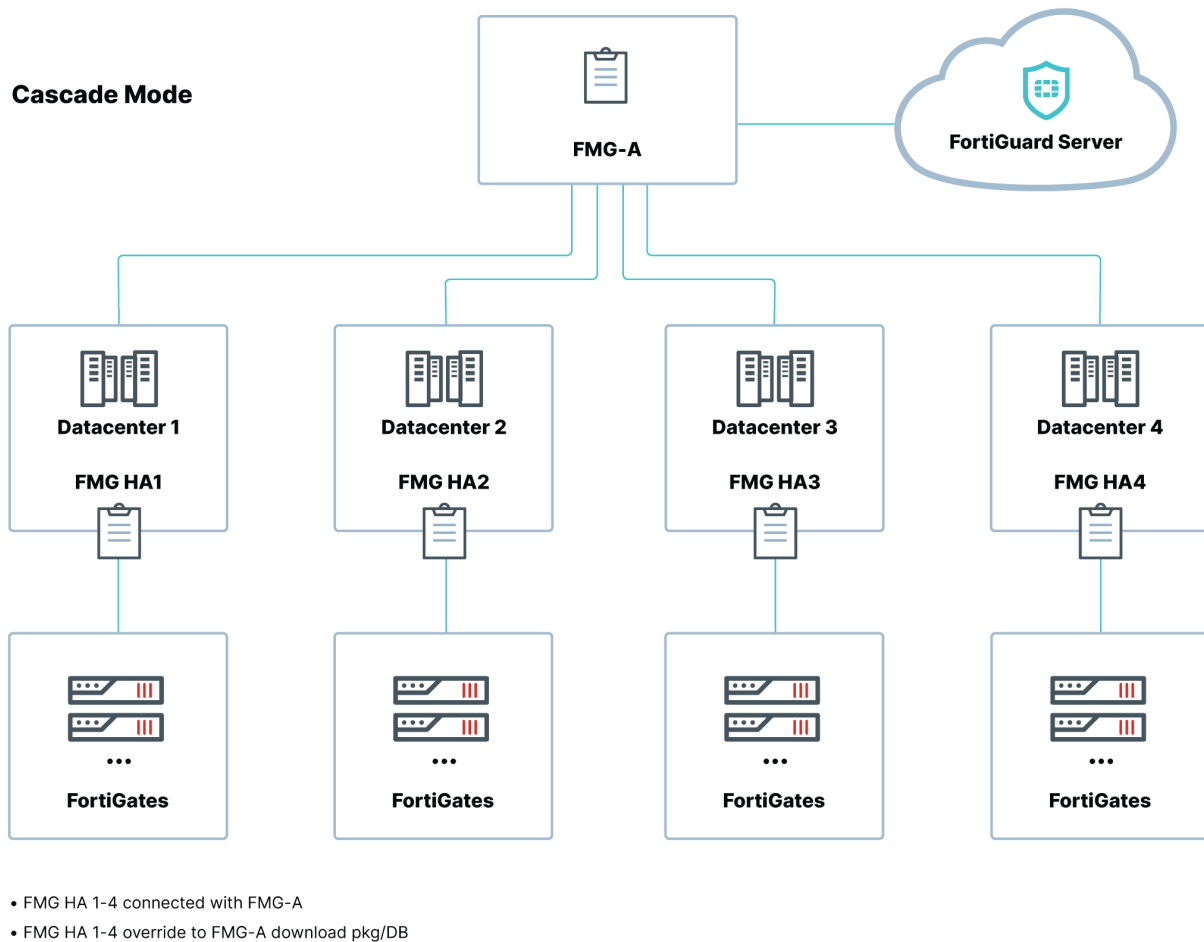 Cascade Mode
FMG-A
FortiGuard Server
Datacenter 1
FMG HA1
Datacenter 2
FMG HA2
Datacenter 3
FMG HA3
Datacenter 4
FMG HA4
FortiGates
FortiGates
FortiGates
FortiGates
• FMG HA 1-4 connected with FMG-A
• FMG HA 1-4 override to FMG-A download pkg/DB